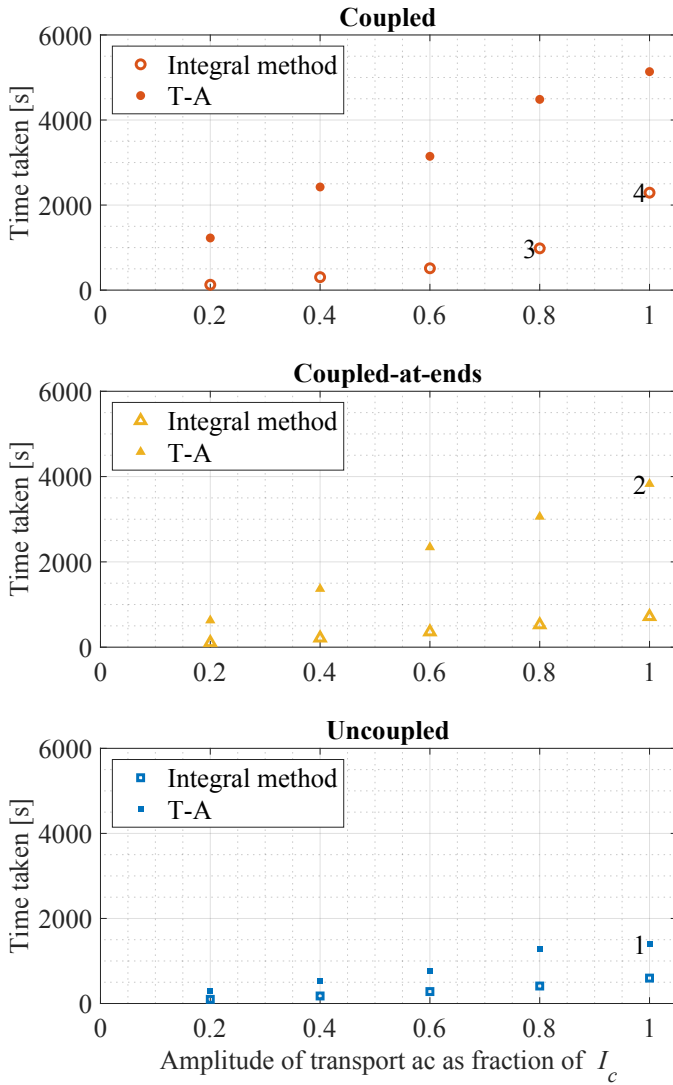 Coupled
Integral method
T-A
Time taken [s]
6000
4000
2000
0
4
3
0
0.2
0.4
0.6
0.8
1
Coupled-at-ends
Integral method
T-A
Time taken [s]
6000
4000
2000
0
2
0
0.2
0.4
0.6
0.8
1
Uncoupled
Integral method
T-A
Time taken [s]
6000
4000
2000
0
1
0
0.2
0.4
0.6
0.8
1
Amplitude of transport ac as fraction of I_c